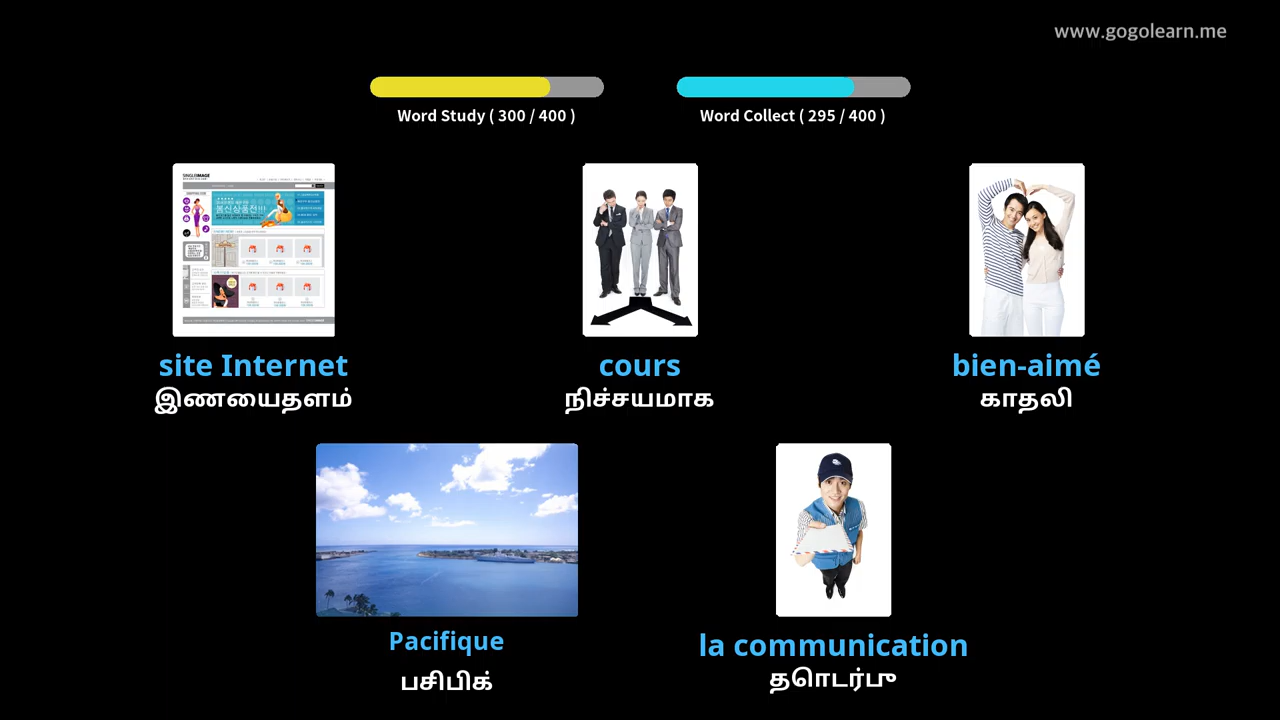 www.gogolearn.me
Word Study ( 300 / 400 )
Word Collect ( 295 / 400 )
site Internet
இணயைதளம்
cours
நிச்சயமாக
bien-aimé
காதலி
Pacifique
பசிபிக்
la communication
தொடர்பு